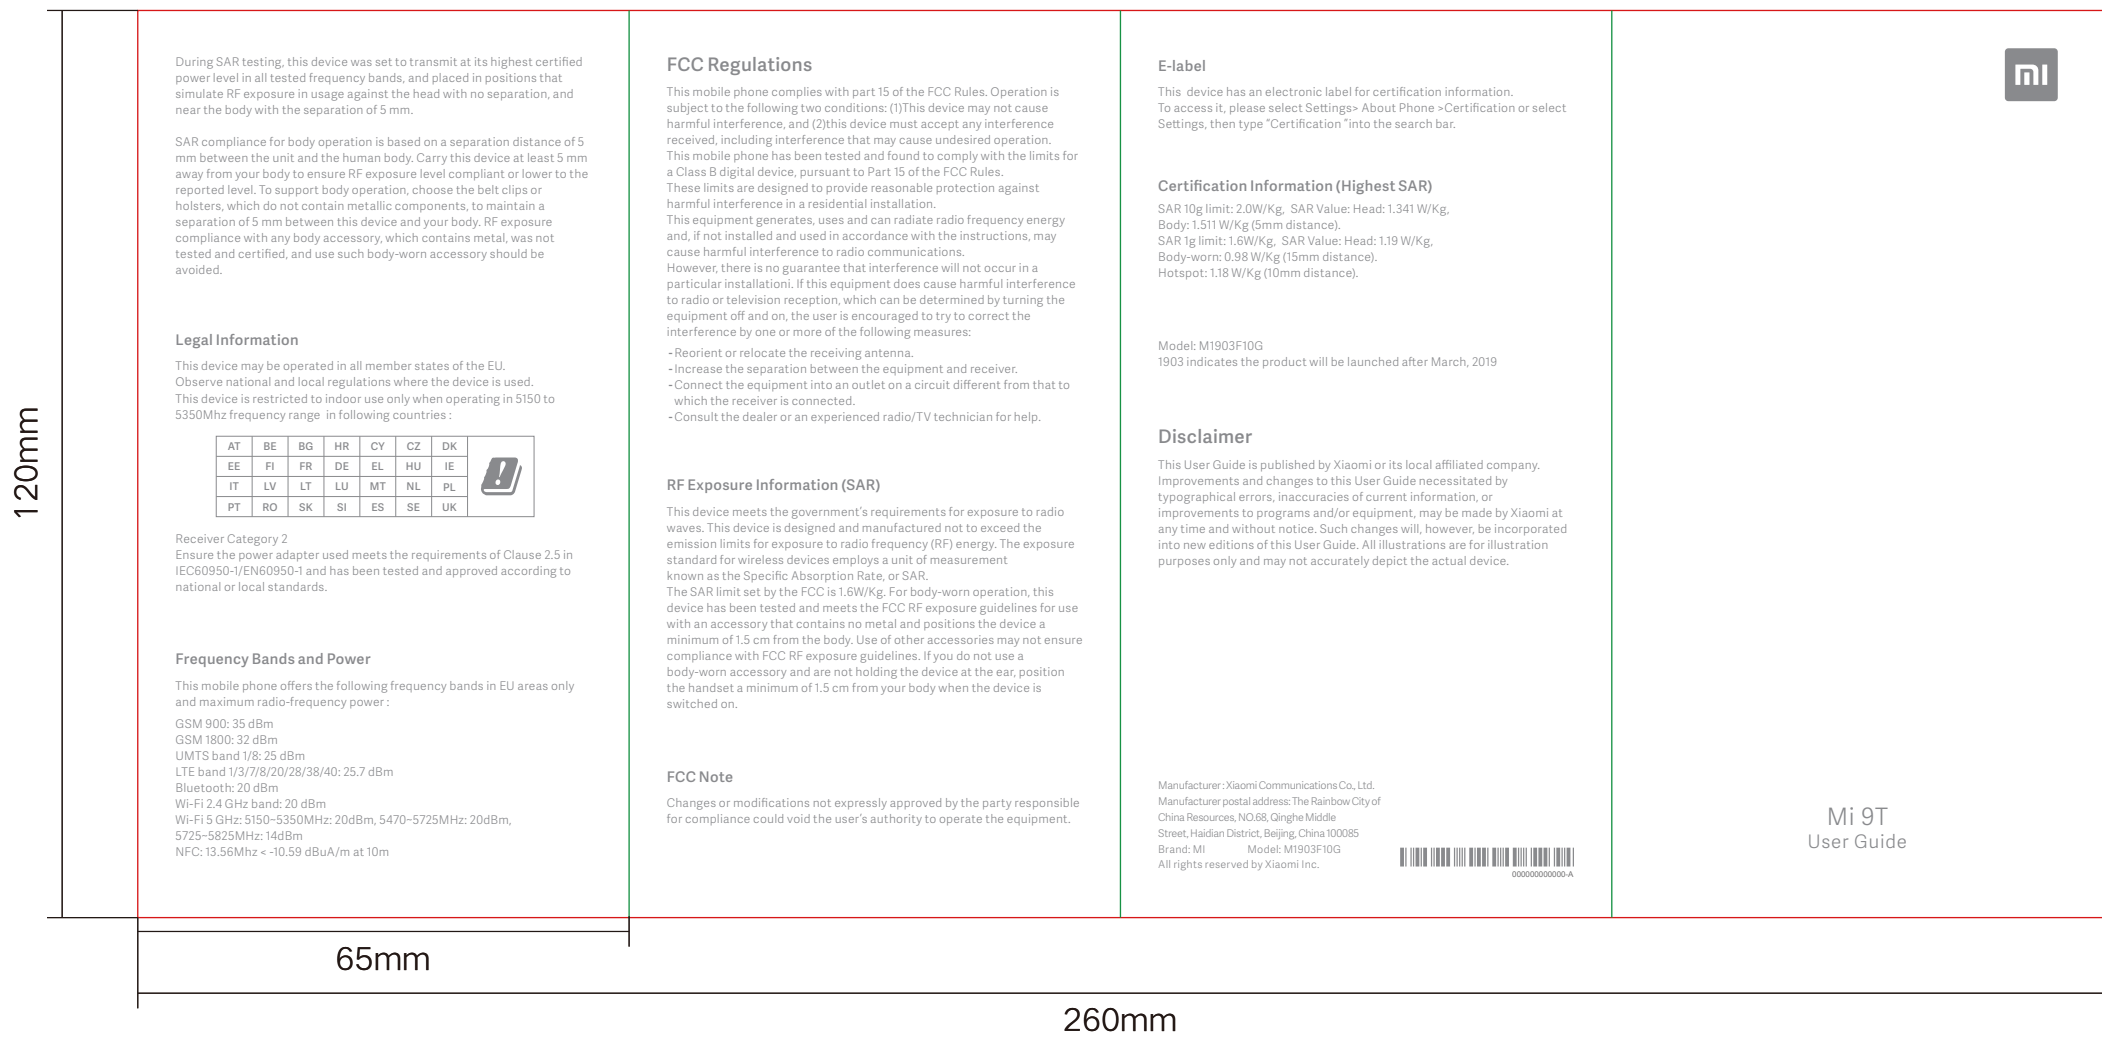 During SAR testing, this device was set to transmit at its highest certified
power level in all tested frequency bands, and placed in positions that
simulate RF exposure in usage against the head with no separation, and
near the body with the separation of 5 mm.
SAR compliance for body operation is based on a separation distance of 5
mm between the unit and the human body. Carry this device at least 5 mm
away from your body to ensure RF exposure level compliant or lower to the
reported level. To support body operation, choose the belt clips or
holsters, which do not contain metallic components, to maintain a
separation of 5 mm between this device and your body. RF exposure
compliance with any body accessory, which contains metal, was not
tested and certified, and use such body-worn accessory should be
avoided.
Legal Information
This device may be operated in all member states of the EU.
Observe national and local regulations where the device is used.
This device is restricted to indoor use only when operating in 5150 to
5350Mhz frequency range  in following countries :
AT BE BG HR CY CZ DK
EE FI FR DE EL HU IE
IT LV LT LU MT NL PL
PT RO SK SI ES SE UK
Receiver Category 2
Ensure the power adapter used meets the requirements of Clause 2.5 in
IEC60950-1/EN60950-1 and has been tested and approved according to
national or local standards.
Frequency Bands and Power
This mobile phone offers the following frequency bands in EU areas only
and maximum radio-frequency power :
GSM 900: 35 dBm
GSM 1800: 32 dBm
UMTS band 1/8: 25 dBm
LTE band 1/3/7/8/20/28/38/40: 25.7 dBm
Bluetooth: 20 dBm
Wi-Fi 2.4 GHz band: 20 dBm
Wi-Fi 5 GHz: 5150~5350MHz: 20dBm, 5470~5725MHz: 20dBm,
5725~5825MHz: 14dBm
NFC: 13.56Mhz < -10.59 dBuA/m at 10m
FCC Regulations
This mobile phone complies with part 15 of the FCC Rules. Operation is
subject to the following two conditions: (1)This device may not cause
harmful interference, and (2)this device must accept any interference
received, including interference that may cause undesired operation.
This mobile phone has been tested and found to comply with the limits for
a Class B digital device, pursuant to Part 15 of the FCC Rules.
These limits are designed to provide reasonable protection against
harmful interference in a residential installation.
This equipment generates, uses and can radiate radio frequency energy
and, if not installed and used in accordance with the instructions, may
cause harmful interference to radio communications.
However, there is no guarantee that interference will not occur in a
particular installationi. If this equipment does cause harmful interference
to radio or television reception, which can be determined by turning the
equipment off and on, the user is encouraged to try to correct the
interference by one or more of the following measures:
- Reorient or relocate the receiving antenna.
- Increase the separation between the equipment and receiver.
- Connect the equipment into an outlet on a circuit different from that to
which the receiver is connected.
- Consult the dealer or an experienced radio/TV technician for help.
RF Exposure Information (SAR)
This device meets the government's requirements for exposure to radio
waves. This device is designed and manufactured not to exceed the
emission limits for exposure to radio frequency (RF) energy. The exposure
standard for wireless devices employs a unit of measurement
known as the Specific Absorption Rate, or SAR.
The SAR limit set by the FCC is 1.6W/Kg. For body-worn operation, this
device has been tested and meets the FCC RF exposure guidelines for use
with an accessory that contains no metal and positions the device a
minimum of 1.5 cm from the body. Use of other accessories may not ensure
compliance with FCC RF exposure guidelines. If you do not use a
body-worn accessory and are not holding the device at the ear, position
the handset a minimum of 1.5 cm from your body when the device is
switched on.
FCC Note
Changes or modifications not expressly approved by the party responsible
for compliance could void the user's authority to operate the equipment.
E-label
This  device has an electronic label for certification information.
To access it, please select Settings> About Phone >Certification or select
Settings, then type "Certification "into the search bar.
Certification Information (Highest SAR)
SAR 10g limit: 2.0W/Kg,  SAR Value: Head: 1.341 W/Kg,
Body: 1.511 W/Kg (5mm distance).
SAR 1g limit: 1.6W/Kg,  SAR Value: Head: 1.19 W/Kg,
Body-worn: 0.98 W/Kg (15mm distance).
Hotspot: 1.18 W/Kg (10mm distance).
Model: M1903F10G
1903 indicates the product will be launched after March, 2019
Disclaimer
This User Guide is published by Xiaomi or its local affiliated company.
Improvements and changes to this User Guide necessitated by
typographical errors, inaccuracies of current information, or
improvements to programs and/or equipment, may be made by Xiaomi at
any time and without notice. Such changes will, however, be incorporated
into new editions of this User Guide. All illustrations are for illustration
purposes only and may not accurately depict the actual device.
Manufacturer : Xiaomi Communications Co., Ltd.
Manufacturer postal address: The Rainbow City of
China Resources, NO.68, Qinghe Middle
Street, Haidian District, Beijing, China 100085
Brand: MI Model: M1903F10G
All rights reserved by Xiaomi Inc.
000000000000-A
mi
Mi 9T
User Guide
120mm
65mm
260mm